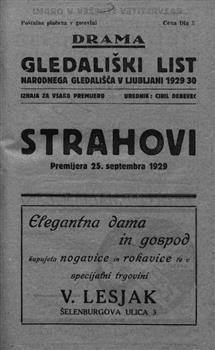 Poštnina plačana v gotovini Cena Din 5
DRAMA
GLEDALIŠKI LIST
NARODNEGA GLEDALIŠČA V LJUBLJANI 1929 30
IZHAJA ZA VSAKO PREMIJERO UREDNIK: CIRIL DEBEVEC
STRAHOVI
Premijera 25. septembra 1929
Elegantna dama
in gospod
kupujeta nogavice in rokavice le v
specijalni trgovini
V. LESJAK
ŠELENBURGOVA ULICA 3